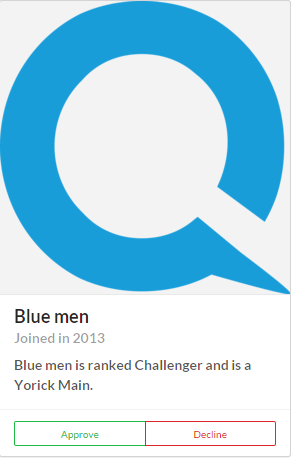 Blue men
Joined in 2013
Blue men is ranked Challenger and is a
Yorick Main.
Approve
Decline